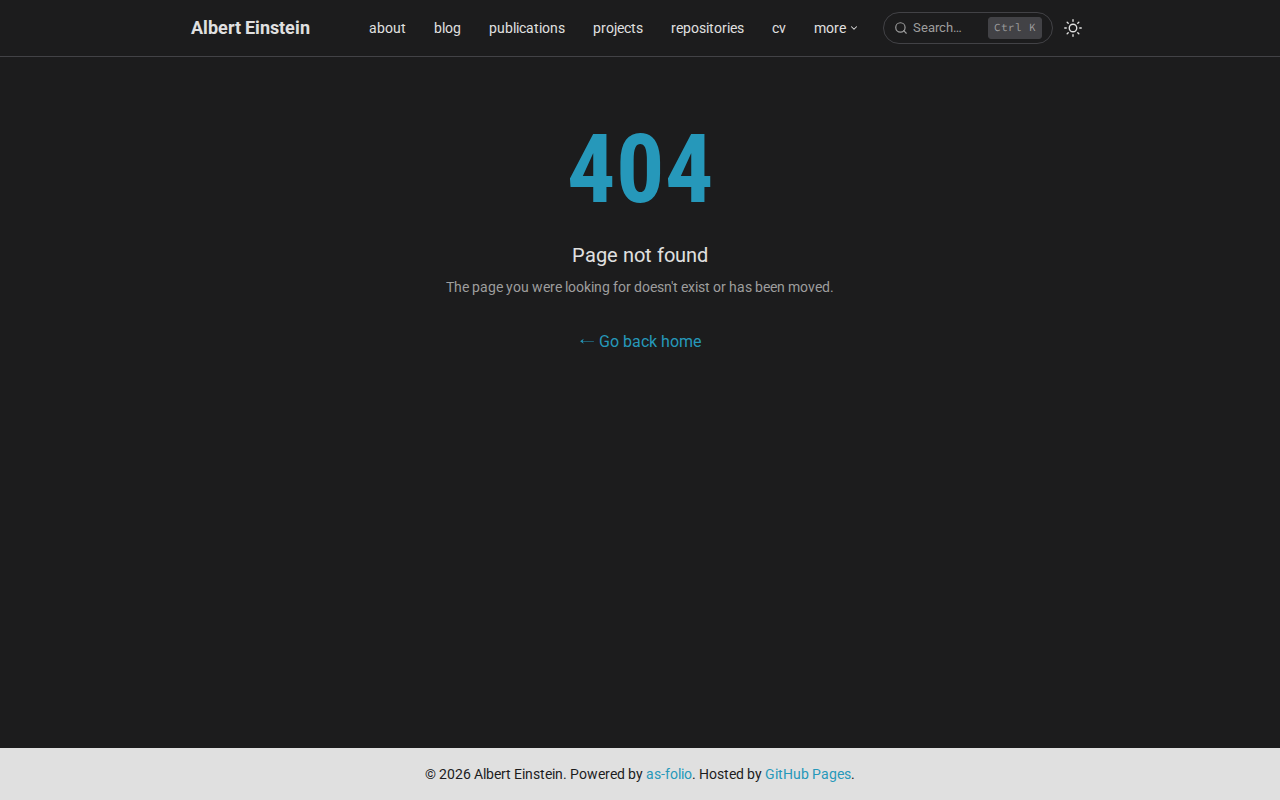 Albert Einstein about blog publications projects repositories cv more Search... Ctrl K
404
Page not found
The page you were looking for doesn't exist or has been moved.
← Go back home
© 2026 Albert Einstein. Powered by as-folio. Hosted by GitHub Pages.